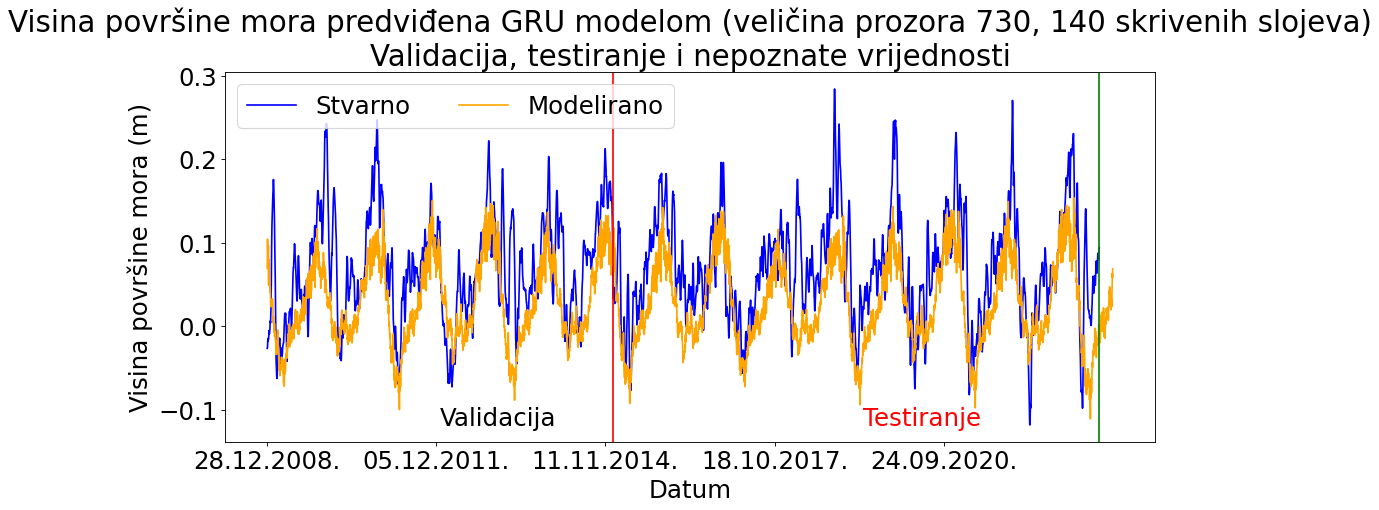 Visina površine mora predviđena GRU modelom (veličina prozora 730, 140 skrivenih slojeva)
Validacija, testiranje i nepoznate vrijednosti
Stvarno Modelirano
Visina površine mora (m)
0.3
0.2
0.1
0.0
−0.1
Validacija Testiranje
28.12.2008. 05.12.2011. 11.11.2014. 18.10.2017. 24.09.2020.
Datum